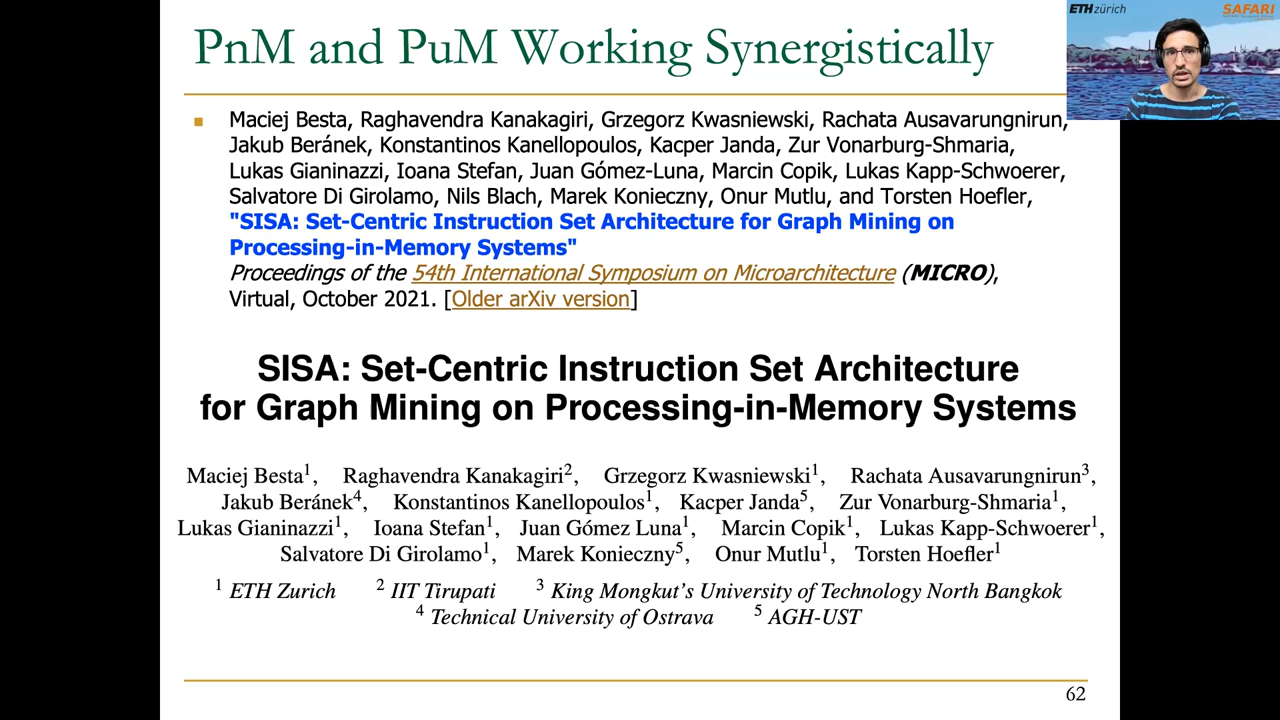 PnM and PuM Working Synergistically
ETH zürich
SAFARI
Maciej Besta, Raghavendra Kanakagiri, Grzegorz Kwasniewski, Rachata Ausavarungnirun,
Jakub Beránek, Konstantinos Kanellopoulos, Kacper Janda, Zur Vonarburg-Shmaria,
Lukas Gianinazzi, Ioana Stefan, Juan Gómez-Luna, Marcin Copik, Lukas Kapp-Schwoerer,
Salvatore Di Girolamo, Nils Blach, Marek Konieczny, Onur Mutlu, and Torsten Hoefler,
"SISA: Set-Centric Instruction Set Architecture for Graph Mining on
Processing-in-Memory Systems"
Proceedings of the 54th International Symposium on Microarchitecture (MICRO),
Virtual, October 2021. [Older arXiv version]
SISA: Set-Centric Instruction Set Architecture
for Graph Mining on Processing-in-Memory Systems
Maciej Besta¹, Raghavendra Kanakagiri², Grzegorz Kwasniewski¹, Rachata Ausavarungnirun³,
Jakub Beránek⁴, Konstantinos Kanellopoulos¹, Kacper Janda⁵, Zur Vonarburg-Shmaria¹,
Lukas Gianinazzi¹, Ioana Stefan¹, Juan Gómez Luna¹, Marcin Copik¹, Lukas Kapp-Schwoerer¹,
Salvatore Di Girolamo¹, Marek Konieczny⁵, Onur Mutlu¹, Torsten Hoefler¹
¹ ETH Zurich ² IIT Tirupati ³ King Mongkut's University of Technology North Bangkok
⁴ Technical University of Ostrava ⁵ AGH-UST
62